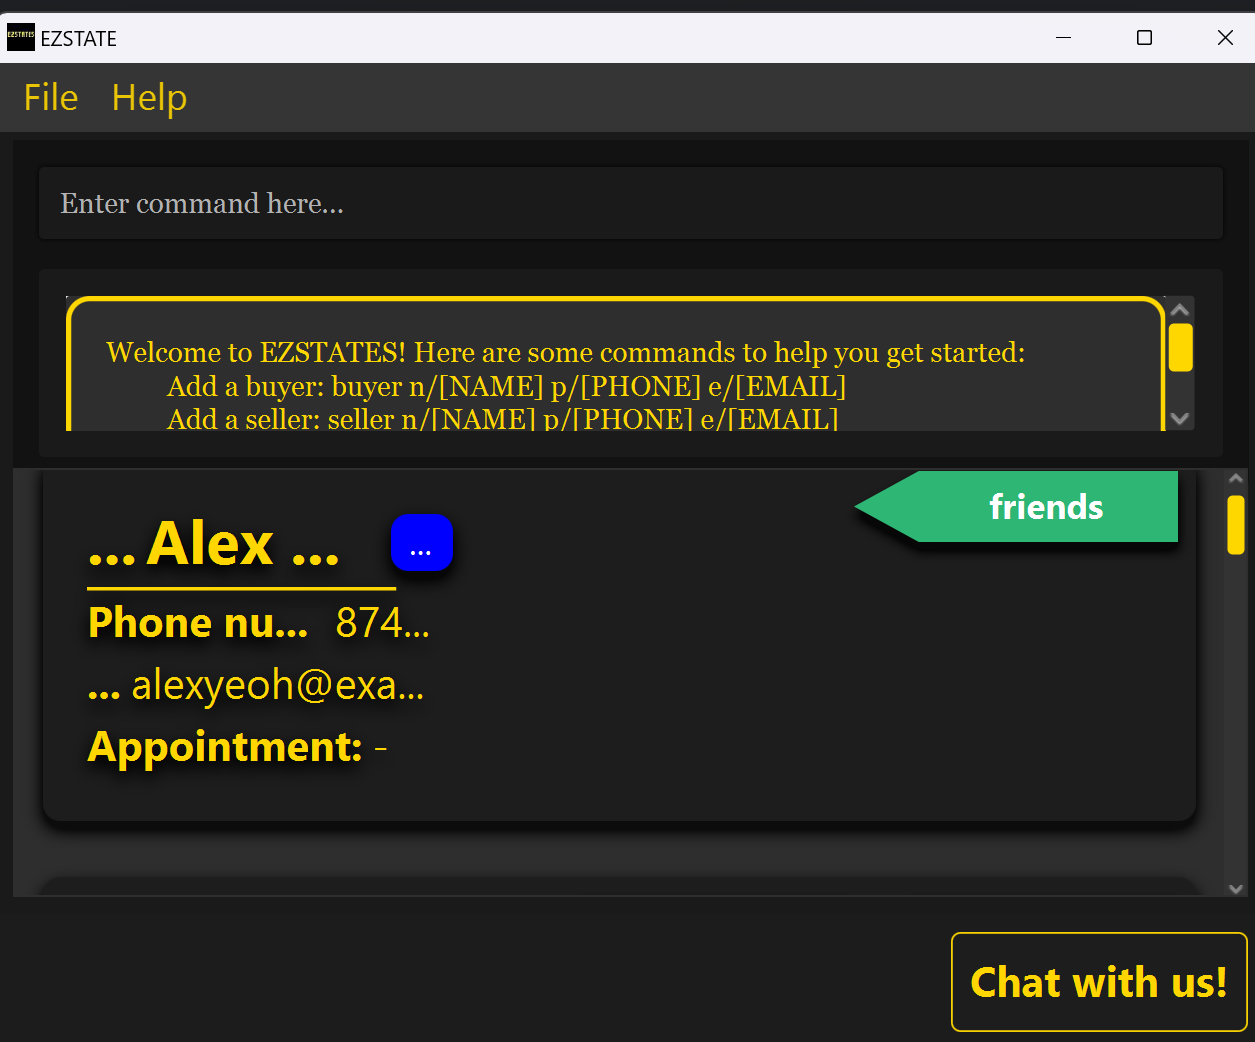 EZSTATES EZSTATE
File Help
Enter command here...
Welcome to EZSTATES! Here are some commands to help you get started:
Add a buyer: buyer n/[NAME] p/[PHONE] e/[EMAIL]
Add a seller: seller n/[NAME] p/[PHONE] e/[EMAIL]
friends
... Alex ... ...
Phone nu... 874...
... alexyeoh@exa...
Appointment: -
Chat with us!